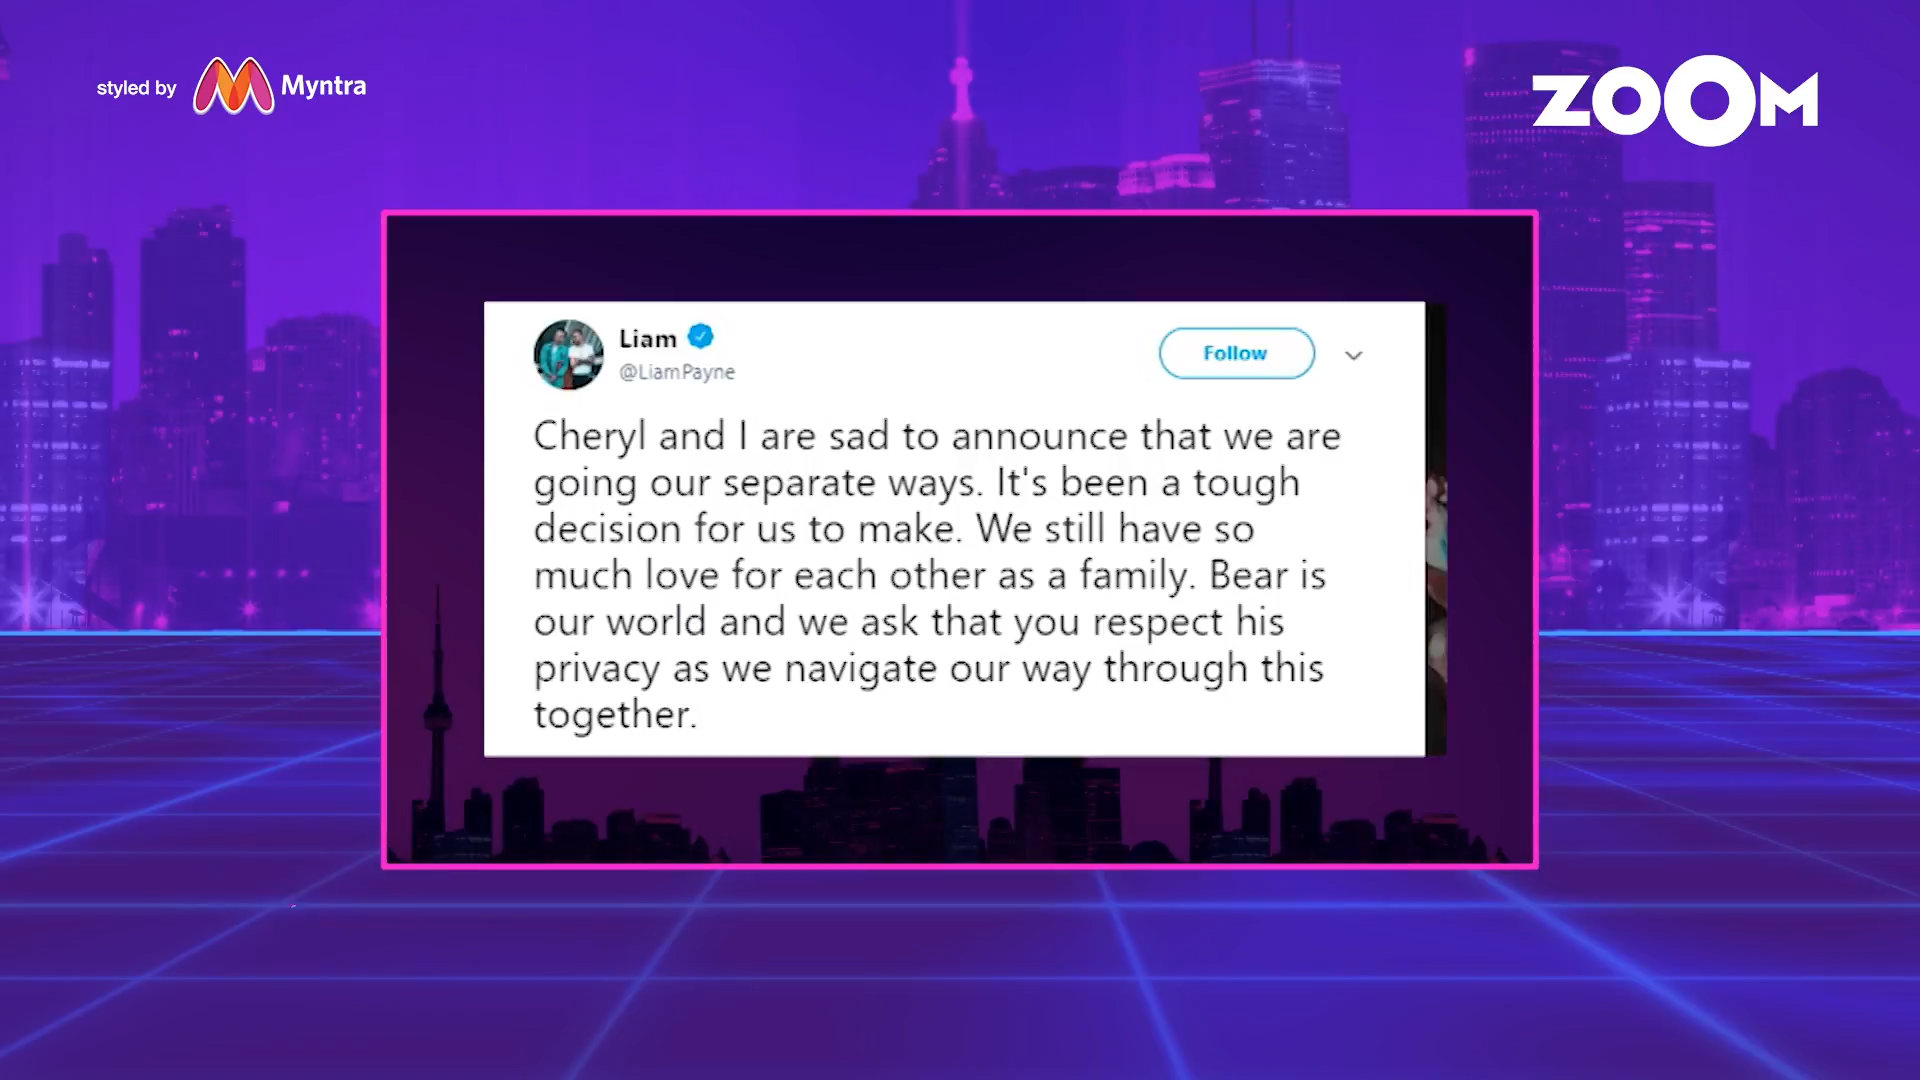 styled by Myntra
ZOOM
Liam
@LiamPayne
Follow
Cheryl and I are sad to announce that we are
going our separate ways. It's been a tough
decision for us to make. We still have so
much love for each other as a family. Bear is
our world and we ask that you respect his
privacy as we navigate our way through this
together.